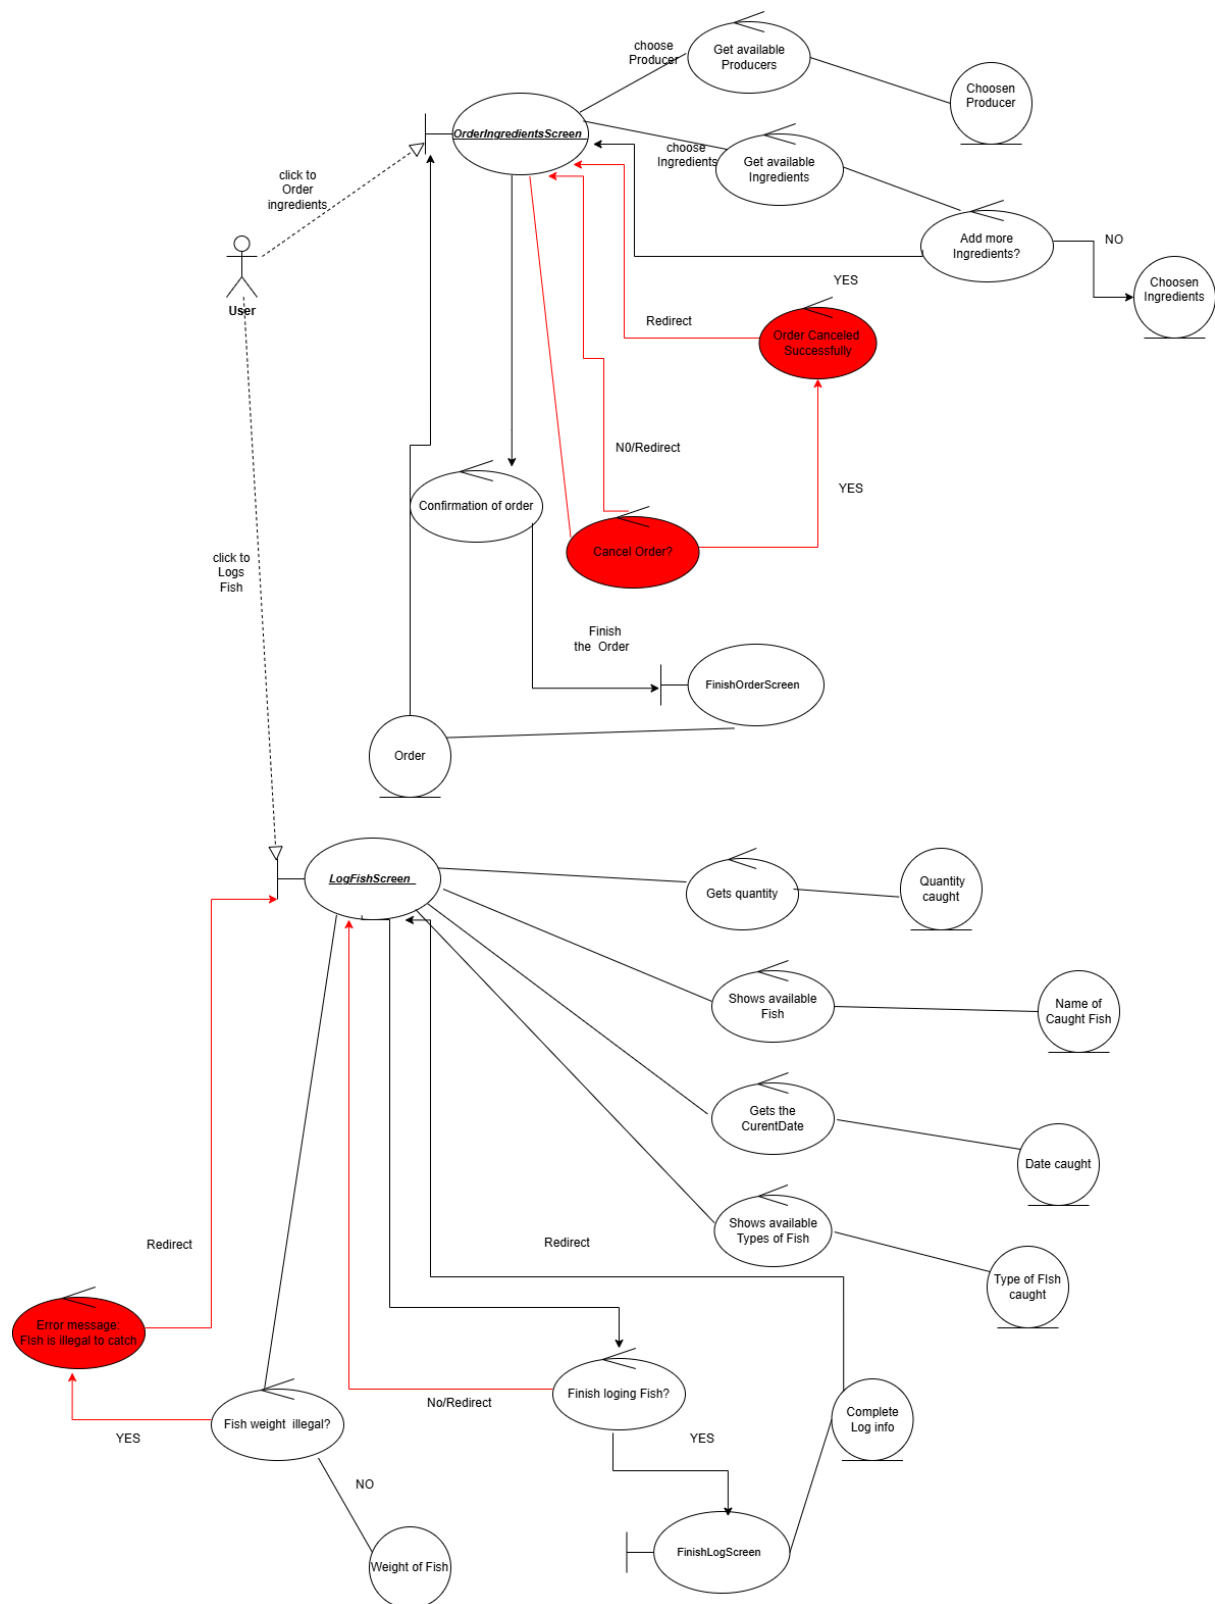 choose
Producer
Get available
Producers
Choosen
Producer
OrderIngredientsScreen
choose
Ingredients
Get available
Ingredients
click to
Order
ingredients
Add more
Ingredients?
NO
Choosen
Ingredients
User
YES
Redirect
Order Canceled
Successfully
N0/Redirect
YES
Confirmation of order
Cancel Order?
click to
Logs
Fish
Finish
the Order
FinishOrderScreen
Order
LogFishScreen
Gets quantity
Quantity
caught
Shows available
Fish
Name of
Caught Fish
Gets the
CurentDate
Date caught
Shows available
Types of Fish
Type of FIsh
caught
Redirect
Redirect
Error message:
FIsh is illegal to catch
Finish loging Fish?
No/Redirect
Complete
Log info
Fish weight illegal?
YES
YES
NO
FinishLogScreen
Weight of Fish